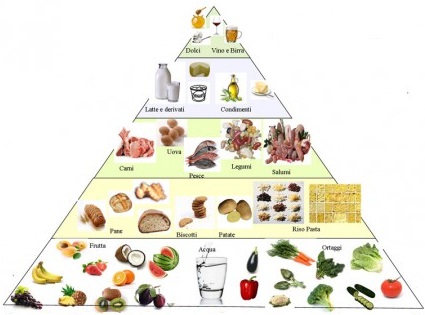 Dolci Vino e Birra
Latte e derivati Condimenti
Uova
Carni Pesce Legumi Salumi
Pane Biscotti Patate Riso Pasta
Frutta Acqua Ortaggi